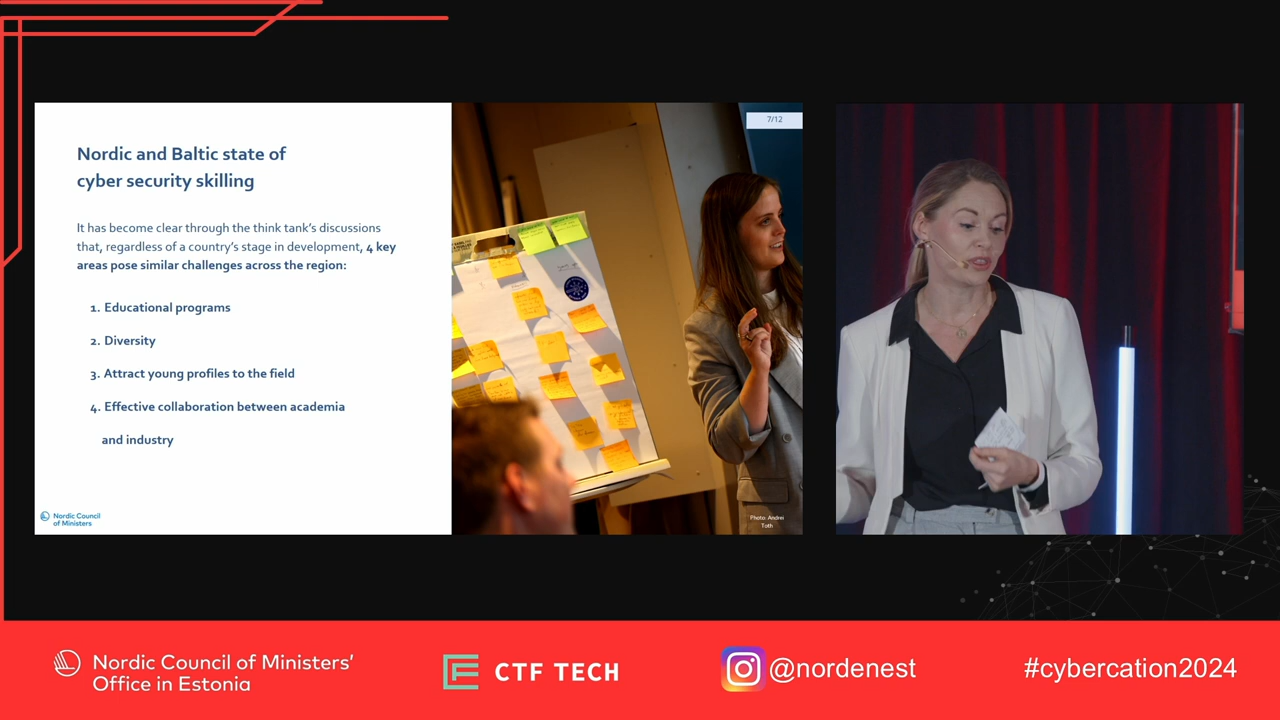 Nordic and Baltic state of
cyber security skilling
It has become clear through the think tank's discussions
that, regardless of a country's stage in development, 4 key
areas pose similar challenges across the region:
1. Educational programs
2. Diversity
3. Attract young profiles to the field
4. Effective collaboration between academia
and industry
Nordic Council
of Ministers
7/12
Photo: Andrei
Toth
Nordic Council of Ministers'
Office in Estonia
CTF TECH
@nordenest
#cybercation2024